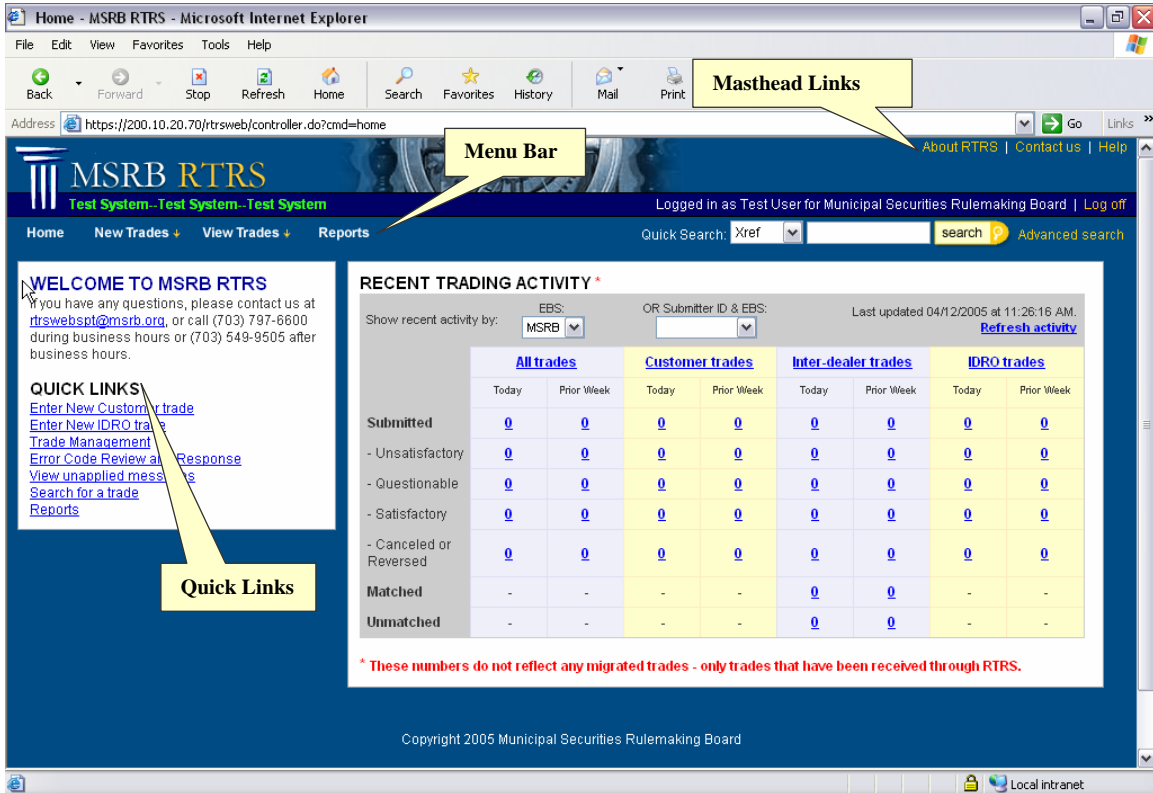 Home - MSRB RTRS - Microsoft Internet Explorer
File Edit View Favorites Tools Help
Back Forward Stop Refresh Home Search Favorites History Mail Print
Masthead Links
Address https://200.10.20.70/rtrsweb/controller.do?cmd=home Go Links »
Menu Bar
About RTRS | Contact us | Help
MSRB RTRS
Test System--Test System--Test System
Logged in as Test User for Municipal Securities Rulemaking Board | Log off
Home New Trades View Trades Reports Quick Search: Xref search Advanced search
WELCOME TO MSRB RTRS
If you have any questions, please contact us at
rtrswebspt@msrb.org, or call (703) 797-6600
during business hours or (703) 549-9505 after
business hours.
QUICK LINKS
Enter New Customer trade
Enter New IDRO trade
Trade Management
Error Code Review and Response
View unapplied messages
Search for a trade
Reports
Quick Links
RECENT TRADING ACTIVITY *
Show recent activity by: EBS: MSRB OR Submitter ID & EBS:
Last updated 04/12/2005 at 11:26:16 AM.
Refresh activity
All trades Customer trades Inter-dealer trades IDRO trades
Today Prior Week Today Prior Week Today Prior Week Today Prior Week
Submitted 0 0 0 0 0 0 0 0
- Unsatisfactory 0 0 0 0 0 0 0 0
- Questionable 0 0 0 0 0 0 0 0
- Satisfactory 0 0 0 0 0 0 0 0
- Canceled or
Reversed 0 0 0 0 0 0 0 0
Matched - - - - 0 0 - -
Unmatched - - - - 0 0 - -
* These numbers do not reflect any migrated trades - only trades that have been received through RTRS.
Copyright 2005 Municipal Securities Rulemaking Board
Local intranet